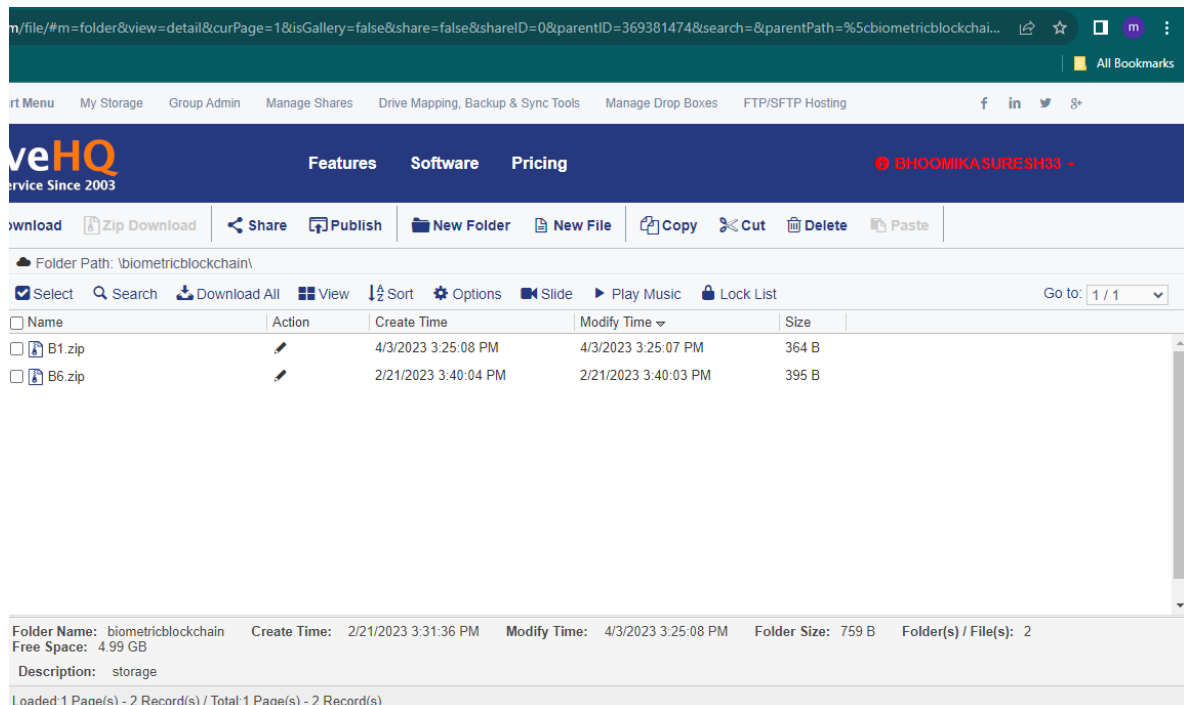 m/file/#m=folder&view=detail&curPage=1&isGallery=false&share=false&shareID=0&parentID=369381474&search=&parentPath=%5cbiometricblockchai...
m
All Bookmarks
rt Menu My Storage Group Admin Manage Shares Drive Mapping, Backup & Sync Tools Manage Drop Boxes FTP/SFTP Hosting f in 8+
veHQ
ervice Since 2003
Features Software Pricing BHOOMIKASURESH33
ownload Zip Download Share Publish New Folder New File Copy Cut Delete Paste
Folder Path: \biometricblockchain\
Select Search Download All View Sort Options Slide Play Music Lock List Go to: 1 / 1
Name Action Create Time Modify Time Size
B1.zip 4/3/2023 3:25:08 PM 4/3/2023 3:25:07 PM 364 B
B6.zip 2/21/2023 3:40:04 PM 2/21/2023 3:40:03 PM 395 B
Folder Name: biometricblockchain Create Time: 2/21/2023 3:31:36 PM Modify Time: 4/3/2023 3:25:08 PM Folder Size: 759 B Folder(s) / File(s): 2
Free Space: 4.99 GB
Description: storage
Loaded:1 Page(s) - 2 Record(s) / Total:1 Page(s) - 2 Record(s)